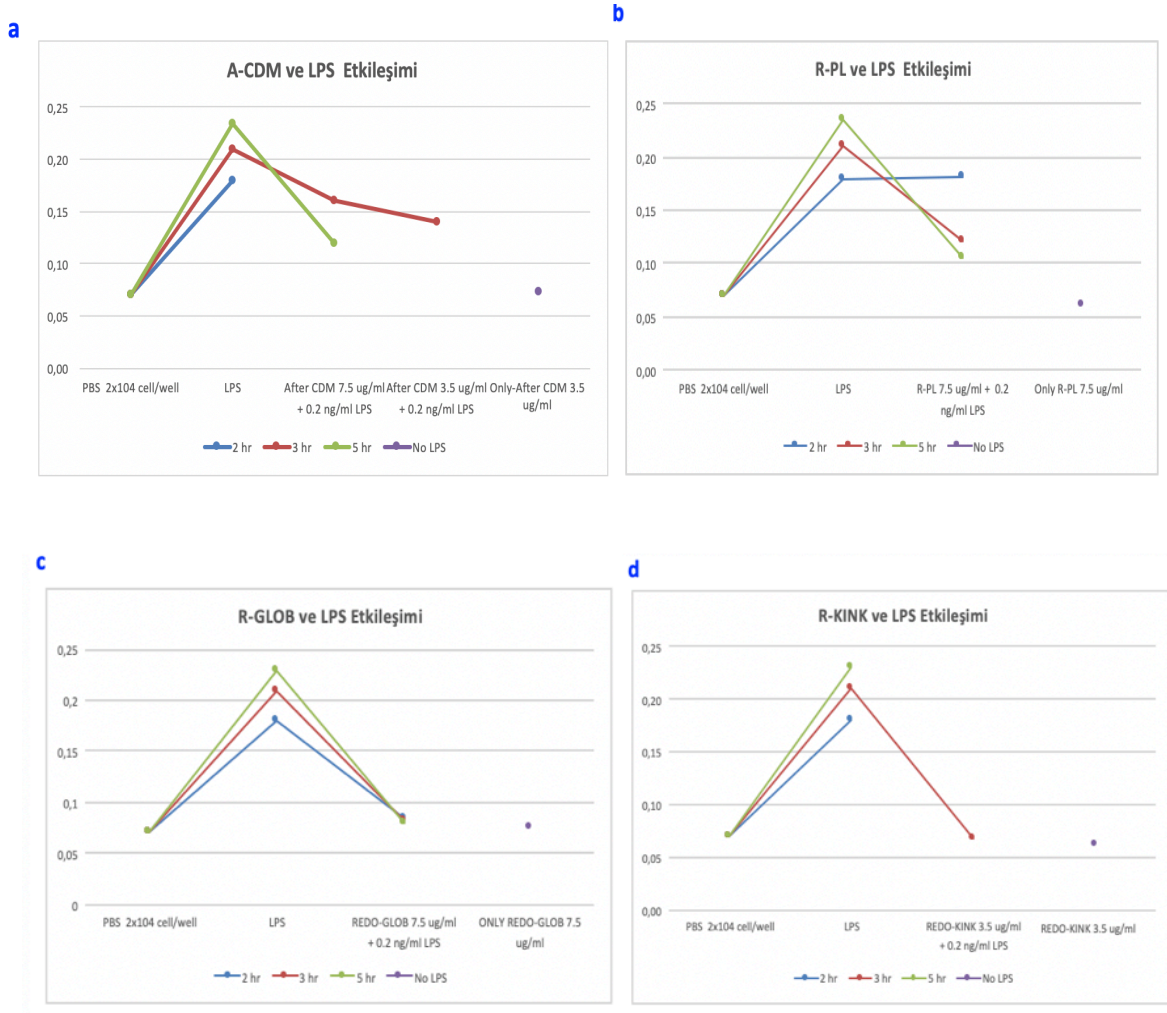 a
A-CDM ve LPS Etkileşimi
0,25
0,20
0,15
0,10
0,05
0,00
PBS 2x104 cell/well
LPS
After CDM 7.5 ug/ml
+ 0.2 ng/ml LPS
After CDM 3.5 ug/ml
+ 0.2 ng/ml LPS
Only-After CDM 3.5
ug/ml
2 hr
3 hr
5 hr
No LPS
b
R-PL ve LPS Etkileşimi
0,25
0,20
0,15
0,10
0,05
0,00
PBS 2x104 cell/well
LPS
R-PL 7.5 ug/ml + 0.2
ng/ml LPS
Only R-PL 7.5 ug/ml
2 hr
3 hr
5 hr
No LPS
c
R-GLOB ve LPS Etkileşimi
0,25
0,2
0,15
0,1
0,05
0
PBS 2x104 cell/well
LPS
REDO-GLOB 7.5 ug/ml
+ 0.2 ng/ml LPS
ONLY REDO-GLOB 7.5
ug/ml
2 hr
3 hr
5 hr
No LPS
d
R-KINK ve LPS Etkileşimi
0,25
0,20
0,15
0,10
0,05
0,00
PBS 2x104 cell/well
LPS
REDO-KINK 3.5 ug/ml
+ 0.2 ng/ml LPS
REDO-KINK 3.5 ug/ml
2 hr
3 hr
5 hr
No LPS